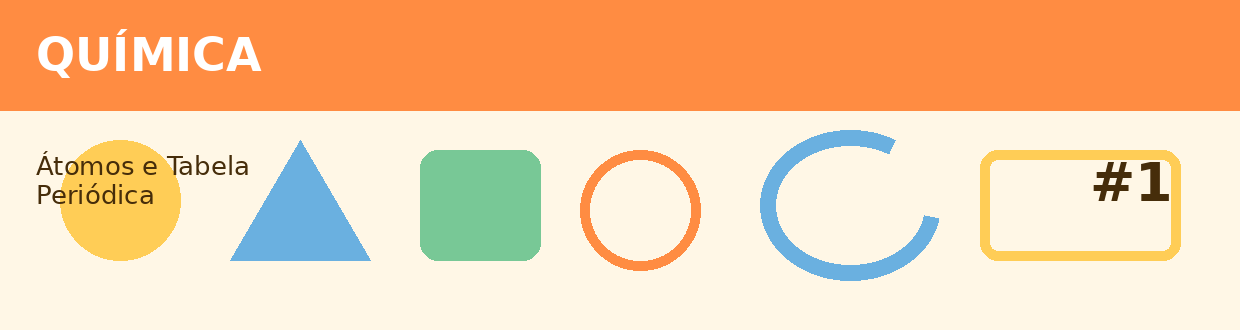 QUÍMICA
Átomos e Tabela
Periódica
#1